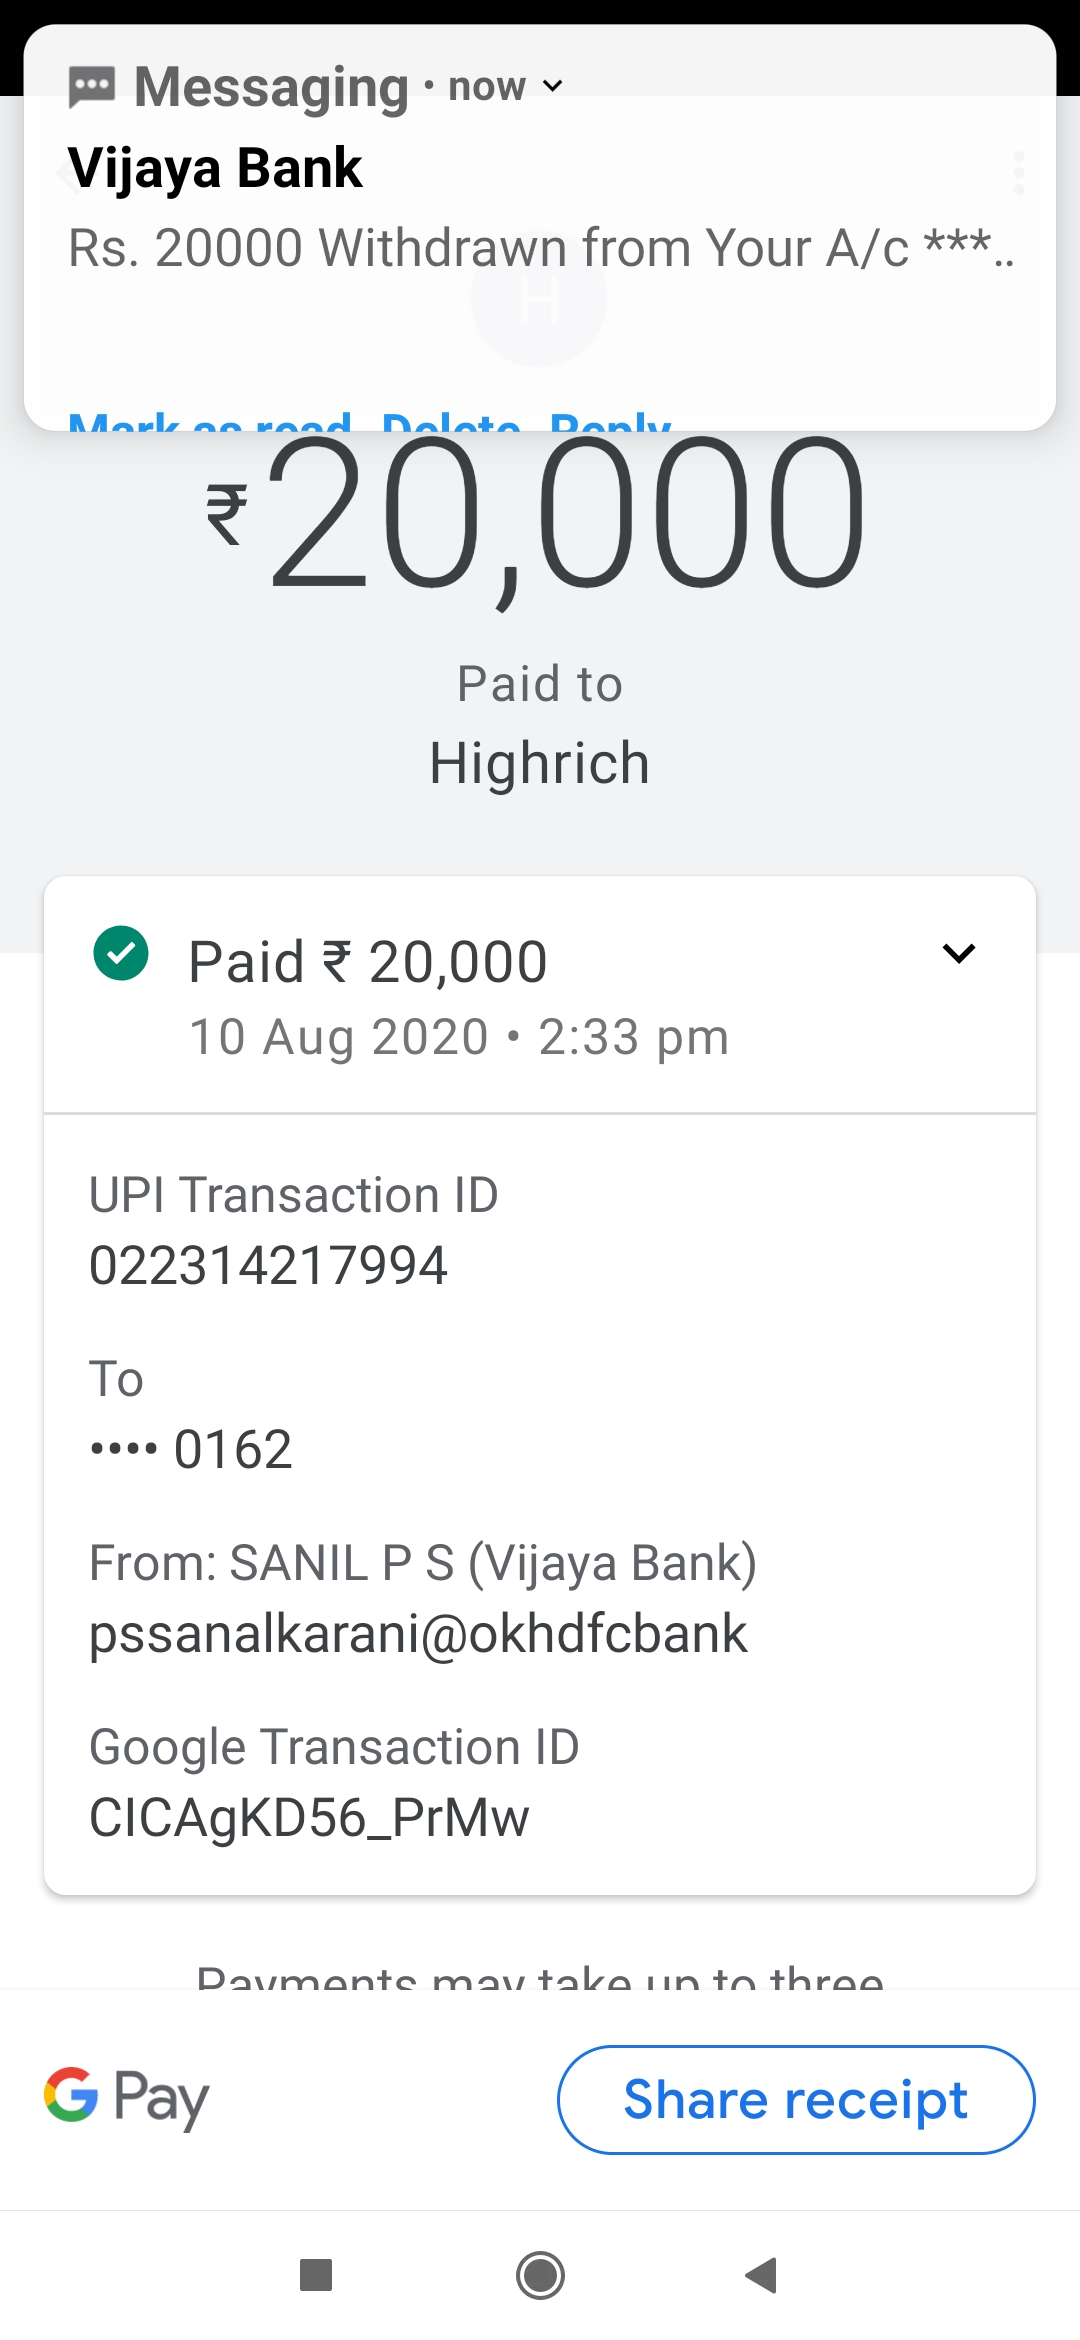 Messaging • now
Vijaya Bank
Rs. 20000 Withdrawn from Your A/c ***..
H
Mark as read Delete Reply
₹20,000
Paid to
Highrich
Paid ₹ 20,000
10 Aug 2020 • 2:33 pm
UPI Transaction ID
022314217994
To
•••• 0162
From: SANIL P S (Vijaya Bank)
pssanalkarani@okhdfcbank
Google Transaction ID
CICAgKD56_PrMw
Payments may take up to three
G Pay
Share receipt